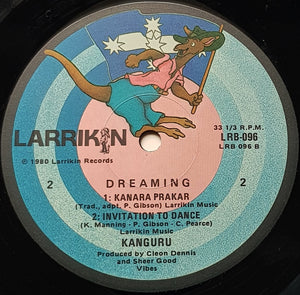 LARRIKIN
33 1/3 R.P.M.
LRB-096
LRB 096 B
℗ 1980 Larrikin Records
2
2
DREAMING
1: KANARA PRAKAR
(Trad., adpt. P. Gibson) Larrikin Music
2: INVITATION TO DANCE
(K. Manning - P. Gibson - C. Pearce)
Larrikin Music
KANGURU
Produced by Cleon Dennis
and Sheer Good
Vibes